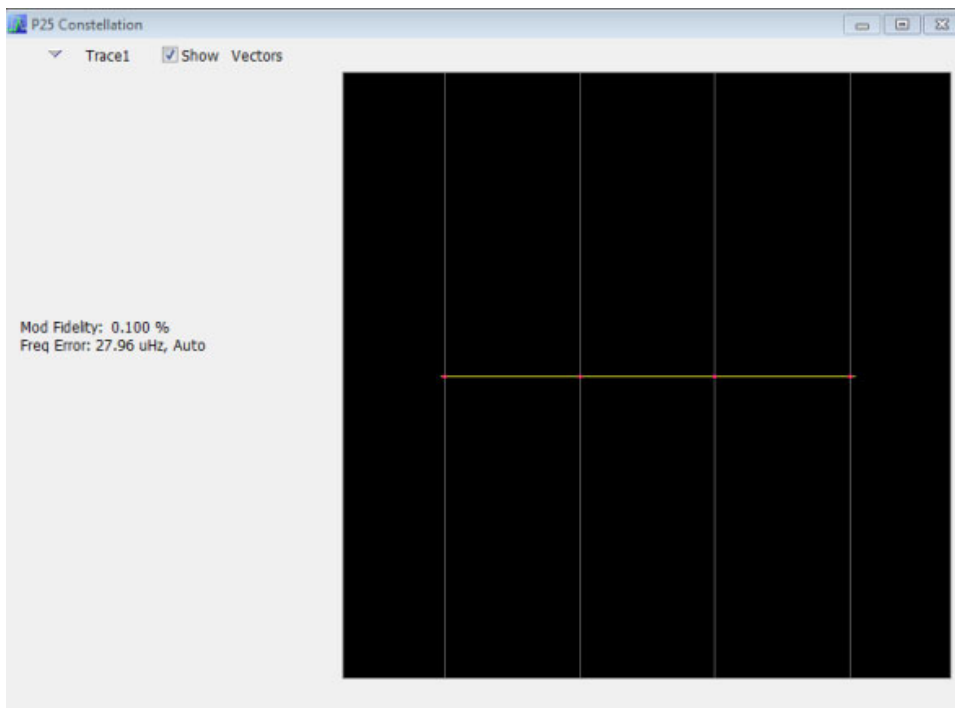 P25 Constellation
Trace1 Show Vectors
Mod Fidelity: 0.100 %
Freq Error: 27.96 uHz, Auto